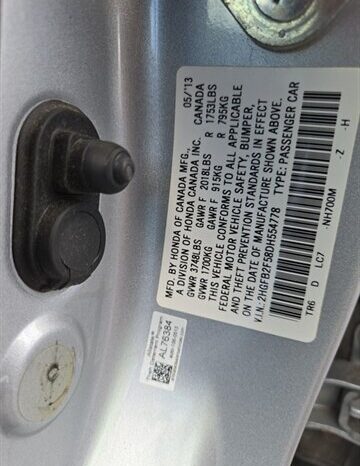 MFD. BY HONDA OF CANADA MFG., 05/'13
A DIVISION OF HONDA CANADA INC. CANADA
GVWR 3748LBS GAWR F 2018LBS R 1753LBS
GVWR 1700KG GAWR F 915KG R 795KG
THIS VEHICLE CONFORMS TO ALL APPLICABLE
FEDERAL MOTOR VEHICLE SAFETY, BUMPER,
AND THEFT PREVENTION STANDARDS IN EFFECT
ON THE DATE OF MANUFACTURE SHOWN ABOVE.
V.I.N.: 2HGFB2F58DH554778 TYPE: PASSENGER CAR
TR6 D LC7 -NH700M -Z -H
AL76384